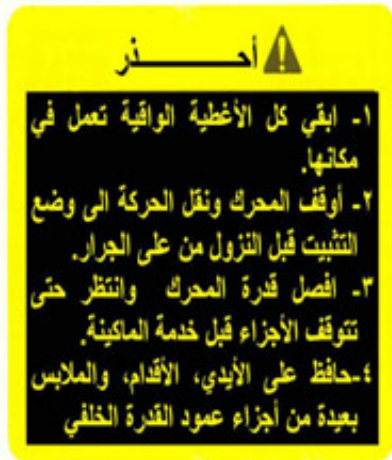 أحـــــذر
١- ابقي كل الأغطية الواقية تعمل في
مكانها.
٢- أوقف المحرك ونقل الحركة الى وضع
التثبيت قبل النزول من على الجرار.
٣- افصل قدرة المحرك وانتظر حتى
تتوقف الأجزاء قبل خدمة الماكينة.
٤-حافظ على الأيدي، الأقدام، والملابس
بعيدة من أجزاء عمود القدرة الخلفي